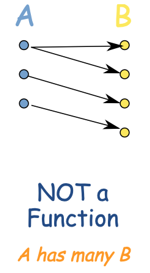 A B
NOT a
Function
A has many B